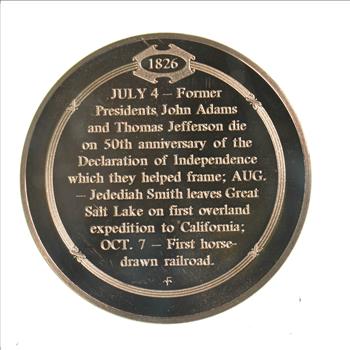 1826
JULY 4 – Former
Presidents John Adams
and Thomas Jefferson die
on 50th anniversary of the
Declaration of Independence
which they helped frame; AUG.
– Jedediah Smith leaves Great
Salt Lake on first overland
expedition to California;
OCT. 7 – First horse-
drawn railroad.